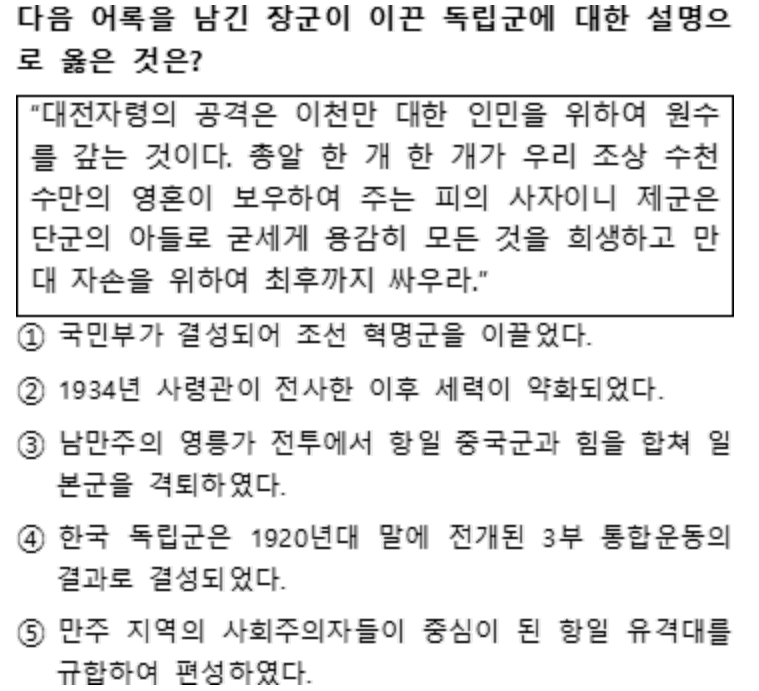 다음 어록을 남긴 장군이 이끈 독립군에 대한 설명으
로 옳은 것은?
“대전자령의 공격은 이천만 대한 인민을 위하여 원수
를 갚는 것이다. 총알 한 개 한 개가 우리 조상 수천
수만의 영혼이 보우하여 주는 피의 사자이니 제군은
단군의 아들로 굳세게 용감히 모든 것을 희생하고 만
대 자손을 위하여 최후까지 싸우라.”
① 국민부가 결성되어 조선 혁명군을 이끌었다.
② 1934년 사령관이 전사한 이후 세력이 약화되었다.
③ 남만주의 영릉가 전투에서 항일 중국군과 힘을 합쳐 일
본군을 격퇴하였다.
④ 한국 독립군은 1920년대 말에 전개된 3부 통합운동의
결과로 결성되었다.
⑤ 만주 지역의 사회주의자들이 중심이 된 항일 유격대를
규합하여 편성하였다.